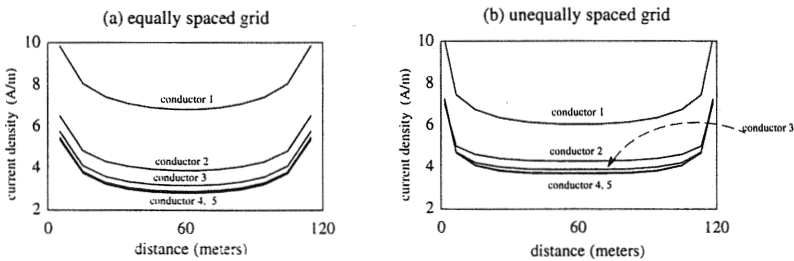 (a) equally spaced grid
10
8
6
4
2
current density (A/m)
conductor 1
conductor 2
conductor 3
conductor 4, 5
0
60
120
distance (meters)
(b) unequally spaced grid
10
8
6
4
2
current density (A/m)
conductor 1
conductor 2
conductor 3
conductor 4, 5
0
60
120
distance (meters)